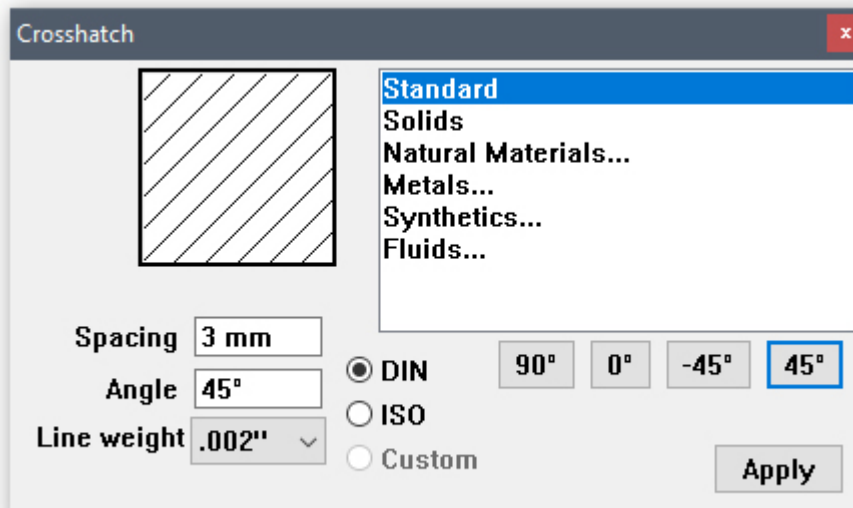 Crosshatch
x
Standard
Solids
Natural Materials...
Metals...
Synthetics...
Fluids...
Spacing 3 mm
Angle 45°
Line weight .002"
DIN
ISO
Custom
90° 0° -45° 45°
Apply